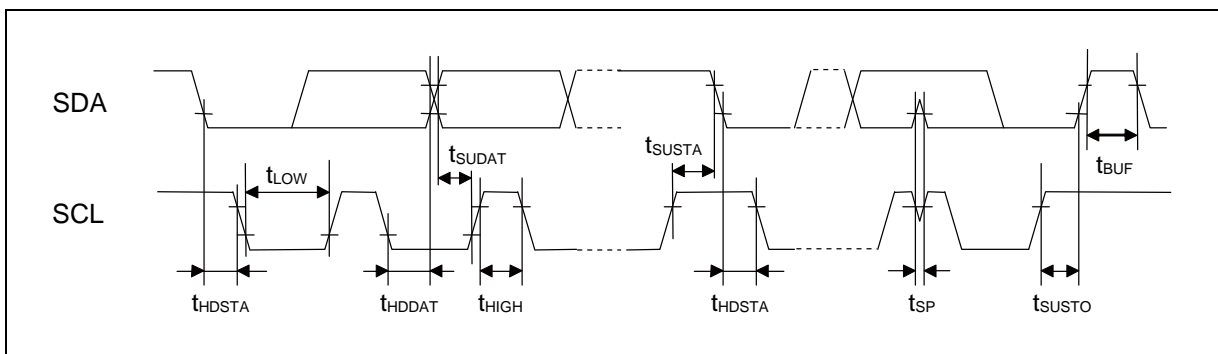 SDA
tSUDAT
tSUSTA
tLOW
tBUF
SCL
tHDSTA
tHDDAT
tHIGH
tHDSTA
tSP
tSUSTO